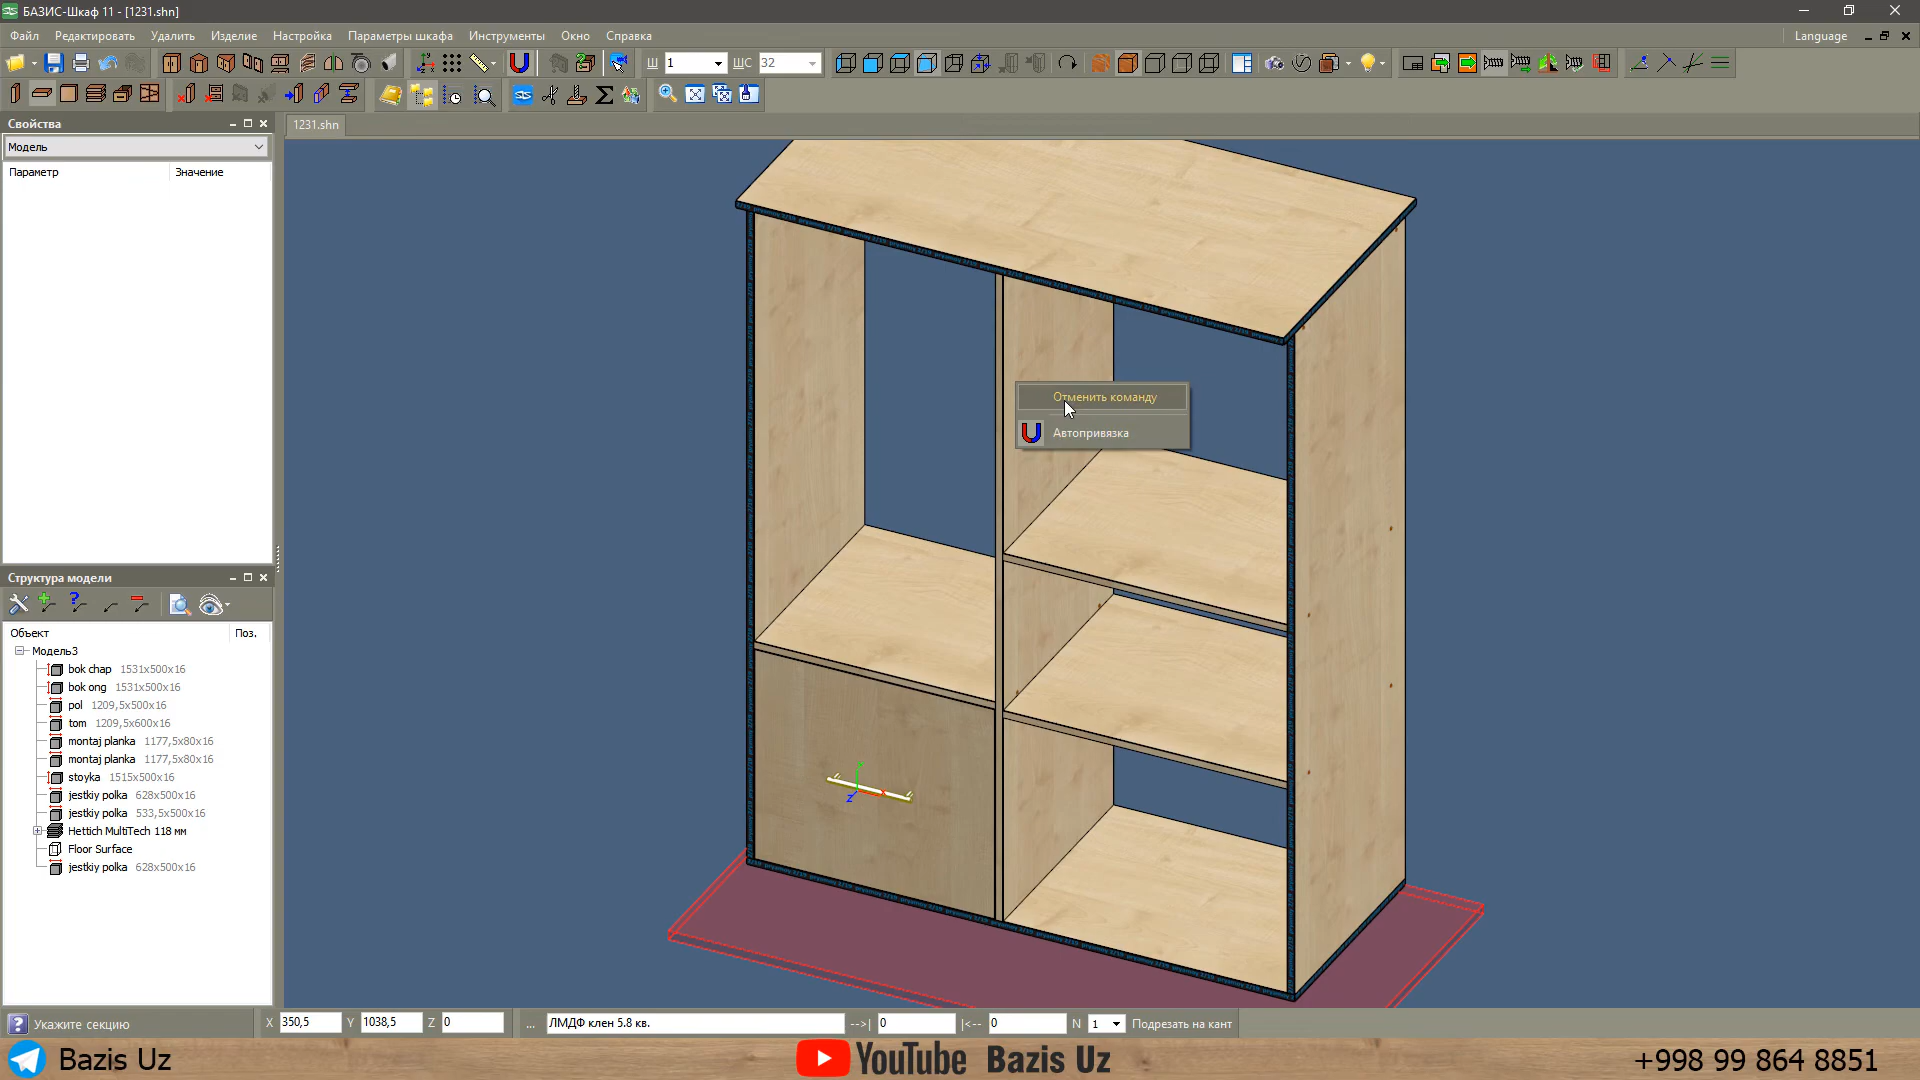 БАЗИС-Шкаф 11 - [1231.shn]
Файл Редактировать Удалить Изделие Настройка Параметры шкафа Инструменты Окно Справка Language
Ш 1 ШС 32
Свойства
1231.shn
Модель
Параметр Значение
Отменить команду
Автопривязка
Структура модели
Объект Поз.
Модель3
bok chap 1531x500x16
bok ong 1531x500x16
pol 1209,5x500x16
tom 1209,5x600x16
montaj planka 1177,5x80x16
montaj planka 1177,5x80x16
stoyka 1515x500x16
jestkiy polka 628x500x16
jestkiy polka 533,5x500x16
Hettich MultiTech 118 мм
Floor Surface
jestkiy polka 628x500x16
Укажите секцию X 350,5 Y 1038,5 Z 0 ... ЛМДФ клен 5.8 кв. -->| 0 |<-- 0 N 1 Подрезать на кант
Bazis Uz YouTube Bazis Uz +998 99 864 8851